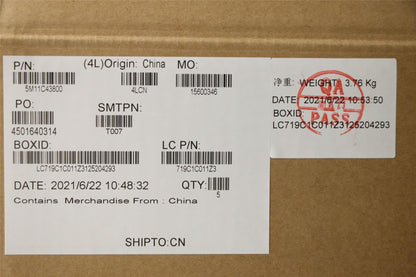 P/N:
(4L)Origin: China
MO:
5M11C43800
4LCN
15600346
PO:
SMTPN:
4501640314
T007
BOXID:
LC P/N:
LC719C1C011Z3125204293
719C1C011Z3
DATE: 2021/6/22 10:48:32
QTY:
5
Contains Merchandise From : China
SHIPTO:CN
净重: WEIGHT: 3.76 Kg
QA
PASS
DATE: 2021/6/22 10:53:50
BOXID:
LC719C1C011Z3125204293